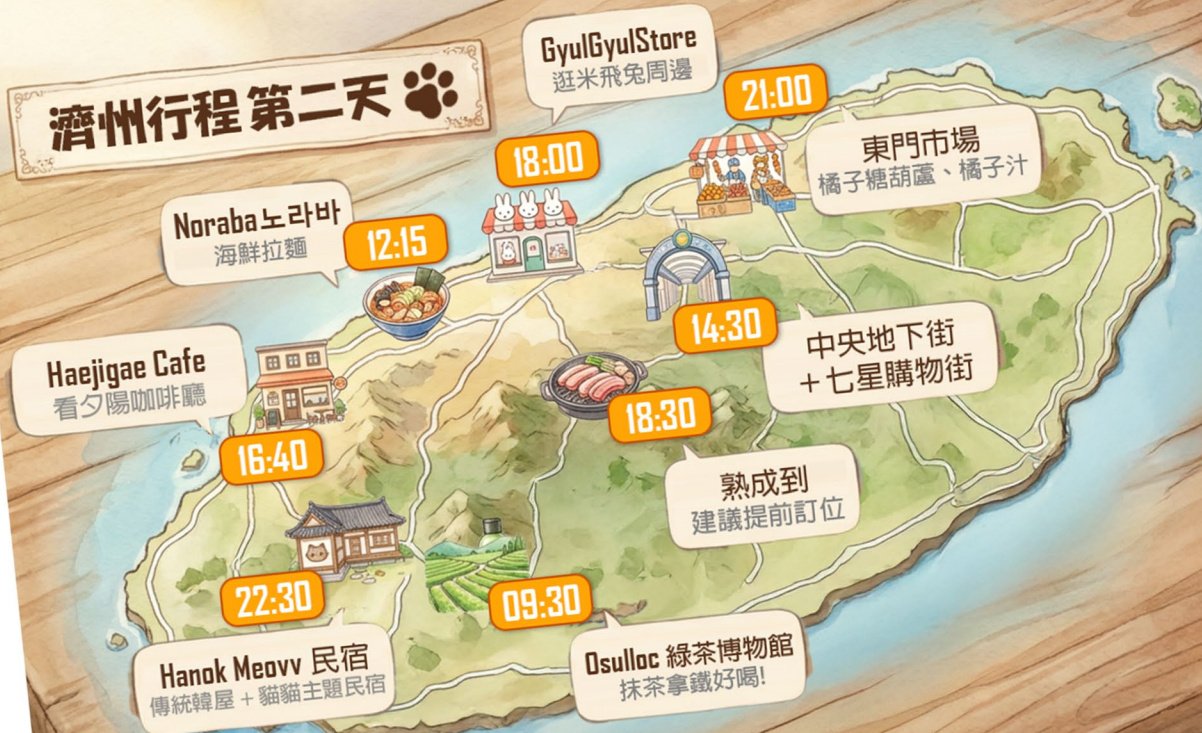 濟州行程 第二天
GyulGyulStore
逛米飛兔周邊
18:00
21:00
東門市場
橘子糖葫蘆、橘子汁
Noraba노라바
海鮮拉麵
12:15
14:30
中央地下街
+七星購物街
Haejigae Cafe
看夕陽咖啡廳
16:40
18:30
熟成到
建議提前訂位
22:30
Hanok Meovv 民宿
傳統韓屋 + 貓貓主題民宿
09:30
Osulloc 綠茶博物館
抹茶拿鐵好喝!